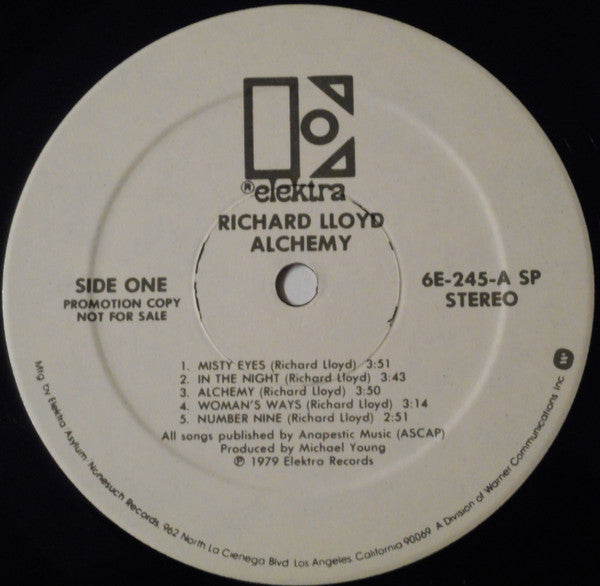 ® elektra
RICHARD LLOYD
ALCHEMY
SIDE ONE
PROMOTION COPY
NOT FOR SALE
6E-245-A SP
STEREO
1. MISTY EYES (Richard Lloyd) 3:51
2. IN THE NIGHT (Richard Lloyd) 3:43
3. ALCHEMY (Richard Lloyd) 3:50
4. WOMAN'S WAYS (Richard Lloyd) 3:14
5. NUMBER NINE (Richard Lloyd) 2:51
All songs published by Anapestic Music (ASCAP)
Produced by Michael Young
℗ 1979 Elektra Records
Mfg. by Elektra Asylum, Nonesuch Records, 962 North La Cienega Blvd. Los Angeles, California 90069 A Division of Warner Communications Inc.